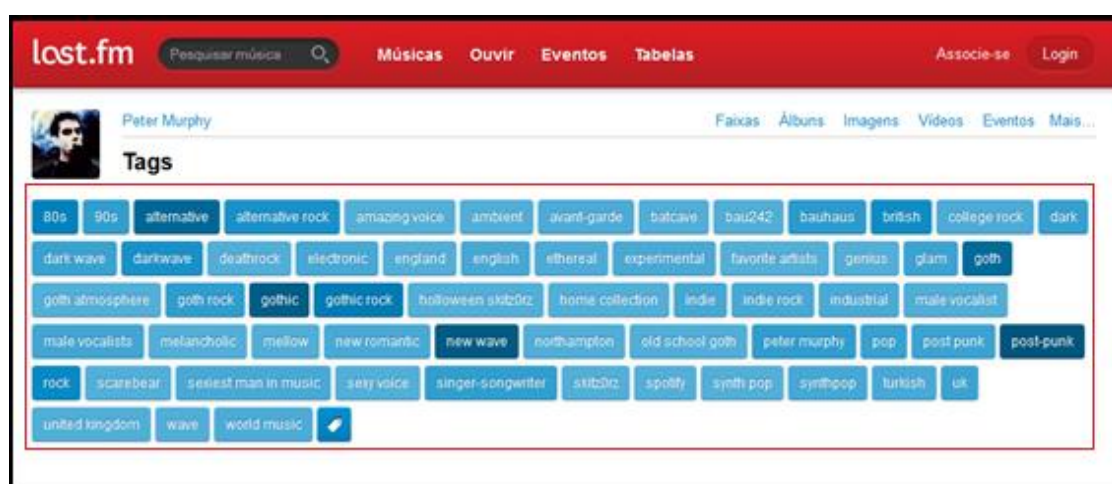 last.fm Pesquisar música Músicas Ouvir Eventos Tabelas Associe-se Login
Peter Murphy Faixas Álbuns Imagens Vídeos Eventos Mais...
Tags
80s 90s alternative alternative rock amazing voice ambient avant-garde batcave bau242 bauhaus british college rock dark
dark wave darkwave deathrock electronic england english ethereal experimental favorite artists genius glam goth
goth atmosphere goth rock gothic gothic rock holloween skitz0rz home collection indie indie rock industrial male vocalist
male vocalists melancholic mellow new romantic new wave northampton old school goth peter murphy pop post punk post-punk
rock scarebear sexiest man in music sexy voice singer-songwriter skitz0rz spotify synth pop synthpop turkish uk
united kingdom wave world music